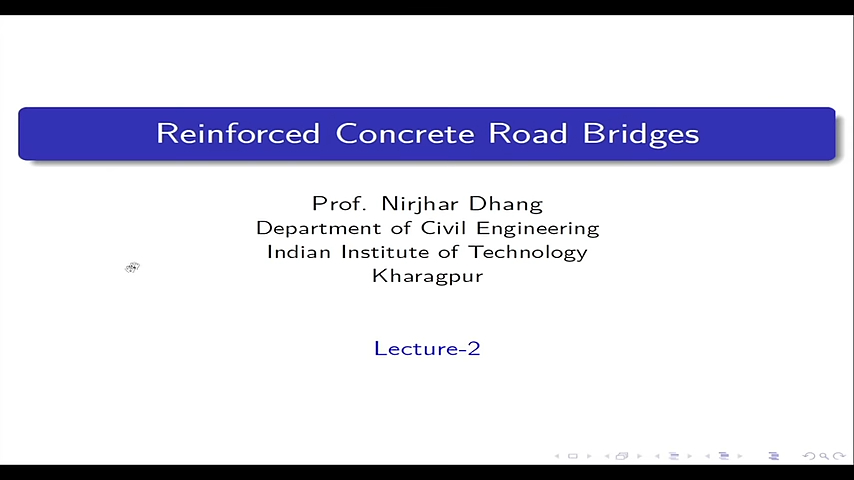 Reinforced Concrete Road Bridges
Prof. Nirjhar Dhang
Department of Civil Engineering
Indian Institute of Technology
Kharagpur
Lecture-2